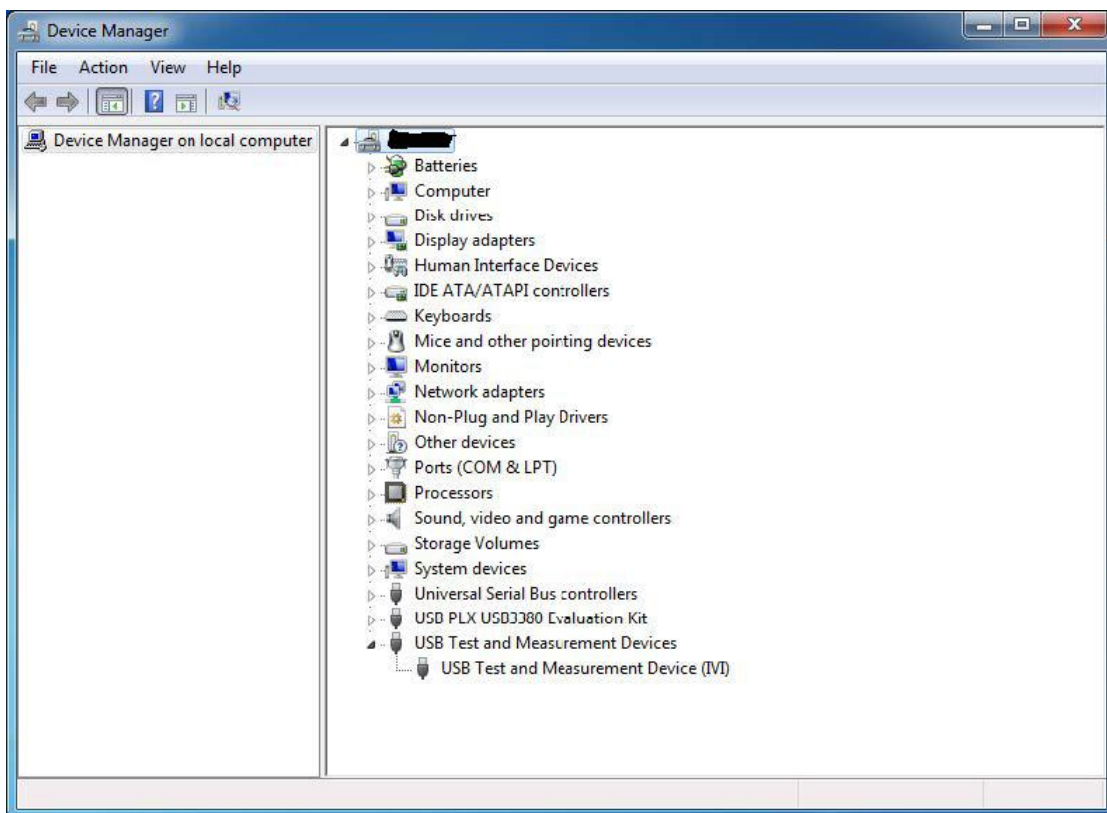 Device Manager
File Action View Help
Device Manager on local computer
Batteries
Computer
Disk drives
Display adapters
Human Interface Devices
IDE ATA/ATAPI controllers
Keyboards
Mice and other pointing devices
Monitors
Network adapters
Non-Plug and Play Drivers
Other devices
Ports (COM & LPT)
Processors
Sound, video and game controllers
Storage Volumes
System devices
Universal Serial Bus controllers
USB PLX USB3380 Evaluation Kit
USB Test and Measurement Devices
USB Test and Measurement Device (IVI)